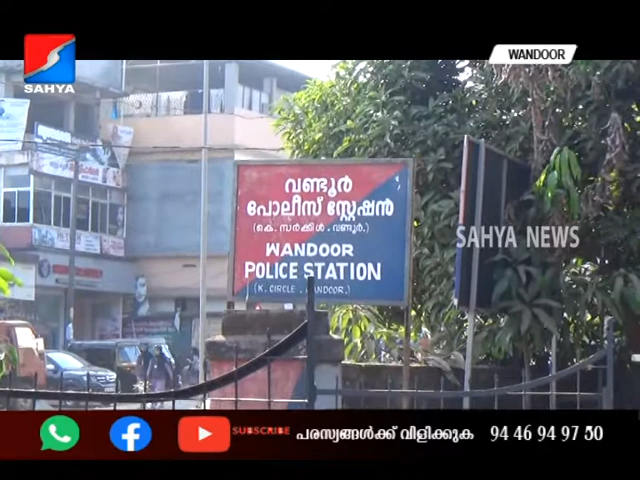 SAHYA
WANDOOR
വണ്ടൂർ
പോലീസ് സ്റ്റേഷൻ
(കെ. സർക്കിൾ. വണ്ടൂർ.)
WANDOOR
POLICE STATION
(K. CIRCLE. WANDOOR.)
SAHYA NEWS
SUBSCRIBE
പരസ്യങ്ങൾക്ക് വിളിക്കുക 94 46 94 97 50